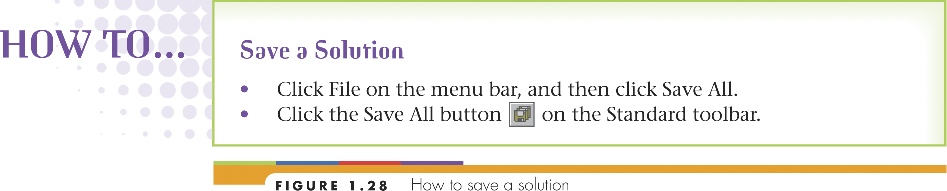 HOW TO...
Save a Solution
• Click File on the menu bar, and then click Save All.
• Click the Save All button on the Standard toolbar.
FIGURE 1.28 How to save a solution